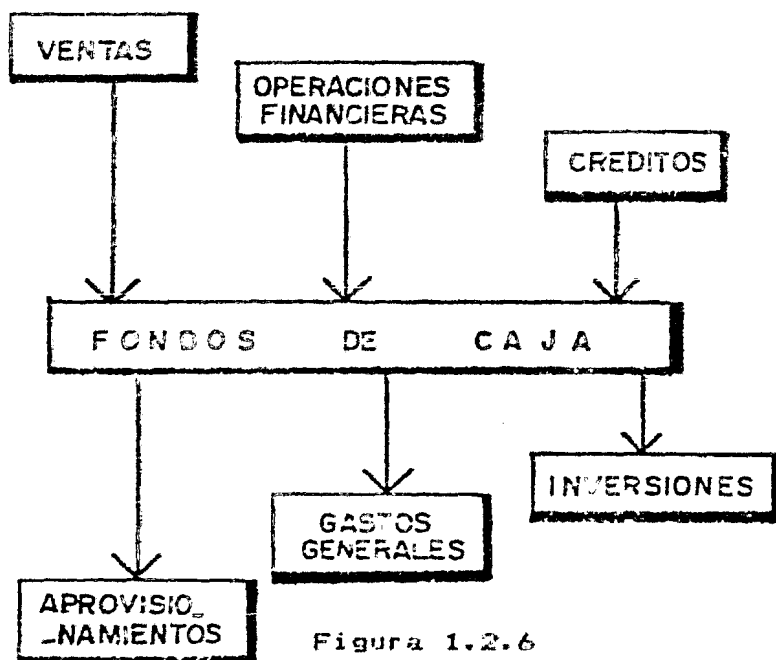 VENTAS
OPERACIONES
FINANCIERAS
CREDITOS
FONDOS DE CAJA
INVERSIONES
GASTOS
GENERALES
APROVISIO_
_NAMIENTOS
Figura 1.2.6